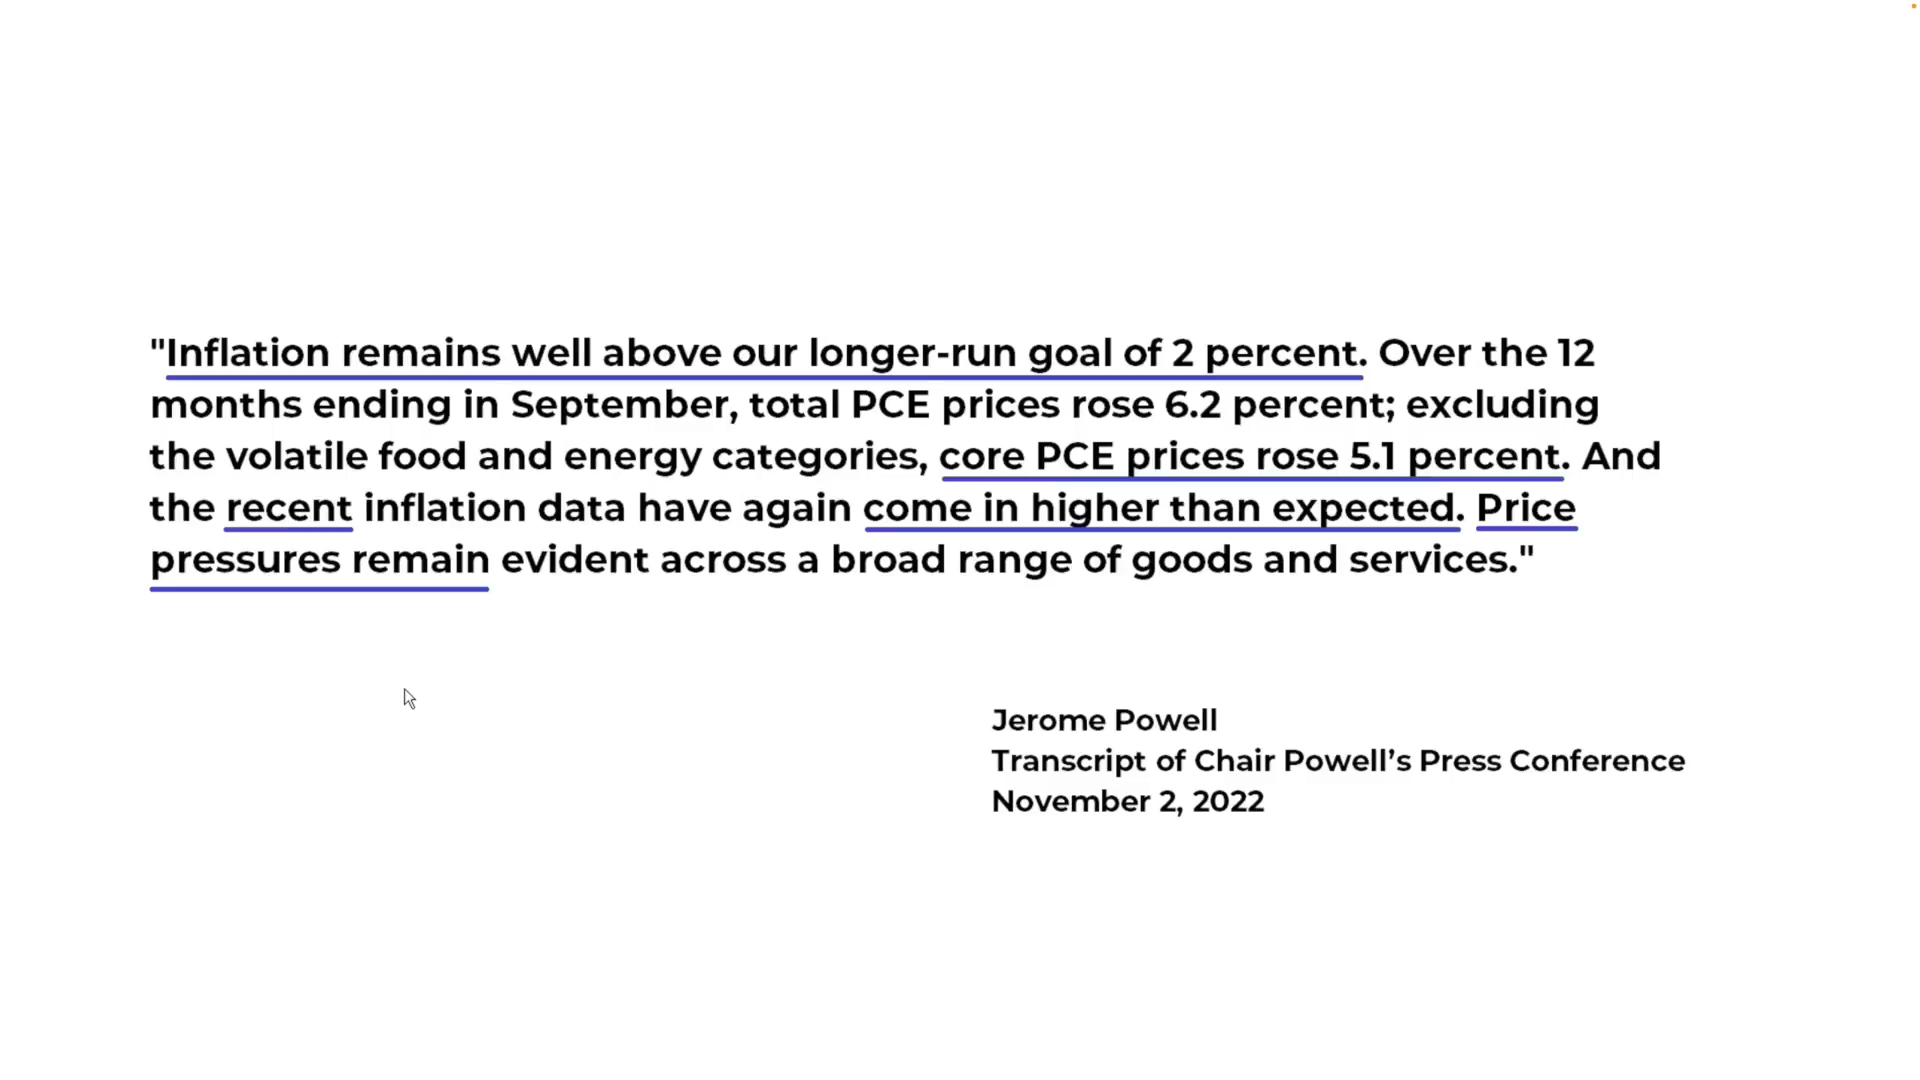 "Inflation remains well above our longer-run goal of 2 percent. Over the 12
months ending in September, total PCE prices rose 6.2 percent; excluding
the volatile food and energy categories, core PCE prices rose 5.1 percent. And
the recent inflation data have again come in higher than expected. Price
pressures remain evident across a broad range of goods and services."
Jerome Powell
Transcript of Chair Powell’s Press Conference
November 2, 2022